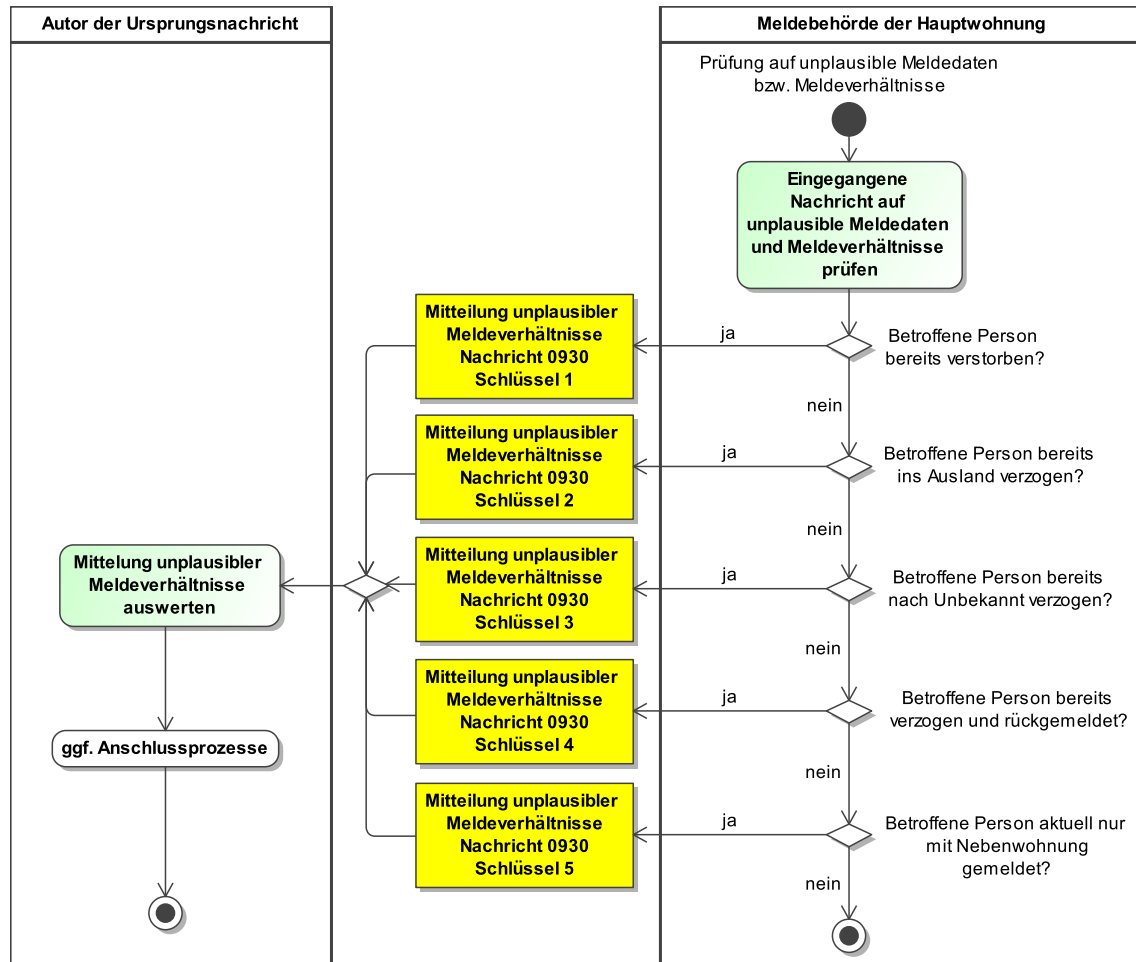 Autor der Ursprungsnachricht
Meldebehörde der Hauptwohnung
Prüfung auf unplausible Meldedaten
bzw. Meldeverhältnisse
Eingegangene
Nachricht auf
unplausible Meldedaten
und Meldeverhältnisse
prüfen
Mitteilung unplausibler
Meldeverhältnisse
Nachricht 0930
Schlüssel 1
ja
Betroffene Person
bereits verstorben?
nein
Mitteilung unplausibler
Meldeverhältnisse
Nachricht 0930
Schlüssel 2
ja
Betroffene Person bereits
ins Ausland verzogen?
nein
Mittelung unplausibler
Meldeverhältnisse
auswerten
Mitteilung unplausibler
Meldeverhältnisse
Nachricht 0930
Schlüssel 3
ja
Betroffene Person bereits
nach Unbekannt verzogen?
nein
Mitteilung unplausibler
Meldeverhältnisse
Nachricht 0930
Schlüssel 4
ja
Betroffene Person bereits
verzogen und rückgemeldet?
nein
ggf. Anschlussprozesse
Mitteilung unplausibler
Meldeverhältnisse
Nachricht 0930
Schlüssel 5
ja
Betroffene Person aktuell nur
mit Nebenwohnung
gemeldet?
nein